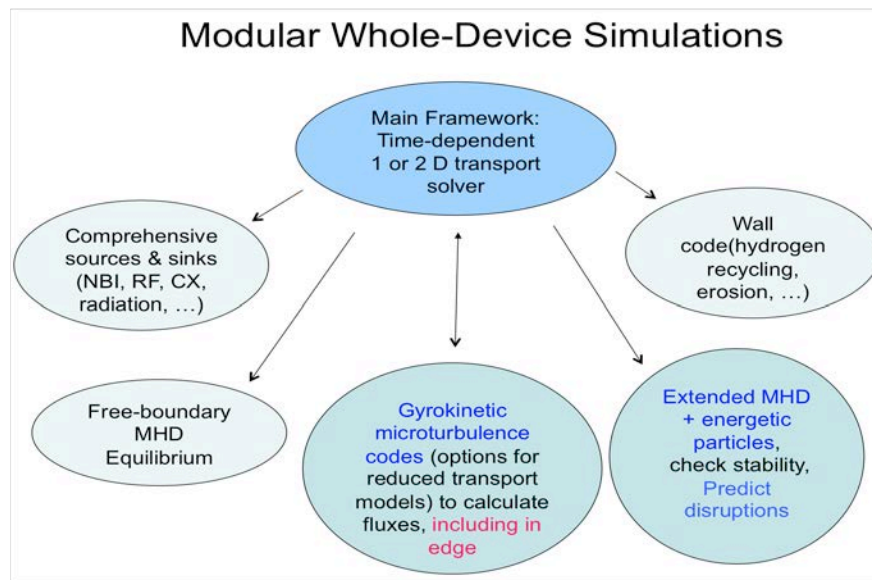 Modular Whole-Device Simulations
Main Framework:
Time-dependent
1 or 2 D transport
solver
Comprehensive
sources & sinks
(NBI, RF, CX,
radiation, …)
Wall
code(hydrogen
recycling,
erosion, …)
Free-boundary
MHD
Equilibrium
Gyrokinetic
microturbulence
codes (options for
reduced transport
models) to calculate
fluxes, including in
edge
Extended MHD
+ energetic
particles,
check stability,
Predict
disruptions